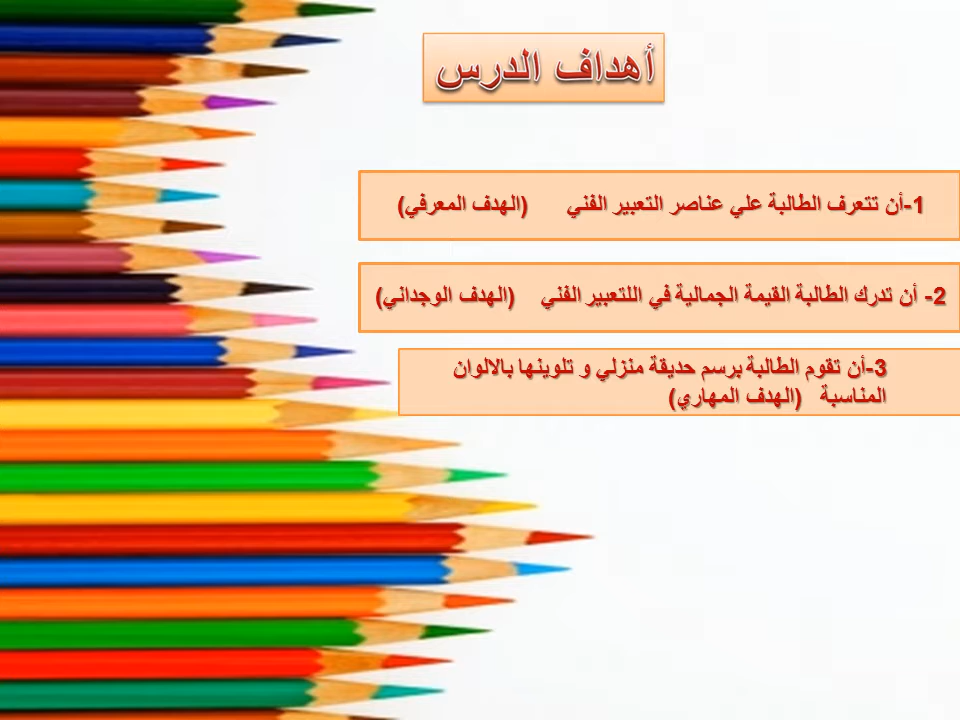 أهداف الدرس
1-أن تتعرف الطالبة علي عناصر التعبير الفني (الهدف المعرفي)
2- أن تدرك الطالبة القيمة الجمالية في اللتعبير الفني (الهدف الوجداني)
3-أن تقوم الطالبة برسم حديقة منزلي و تلوينها بالالوان
المناسبة (الهدف المهاري)